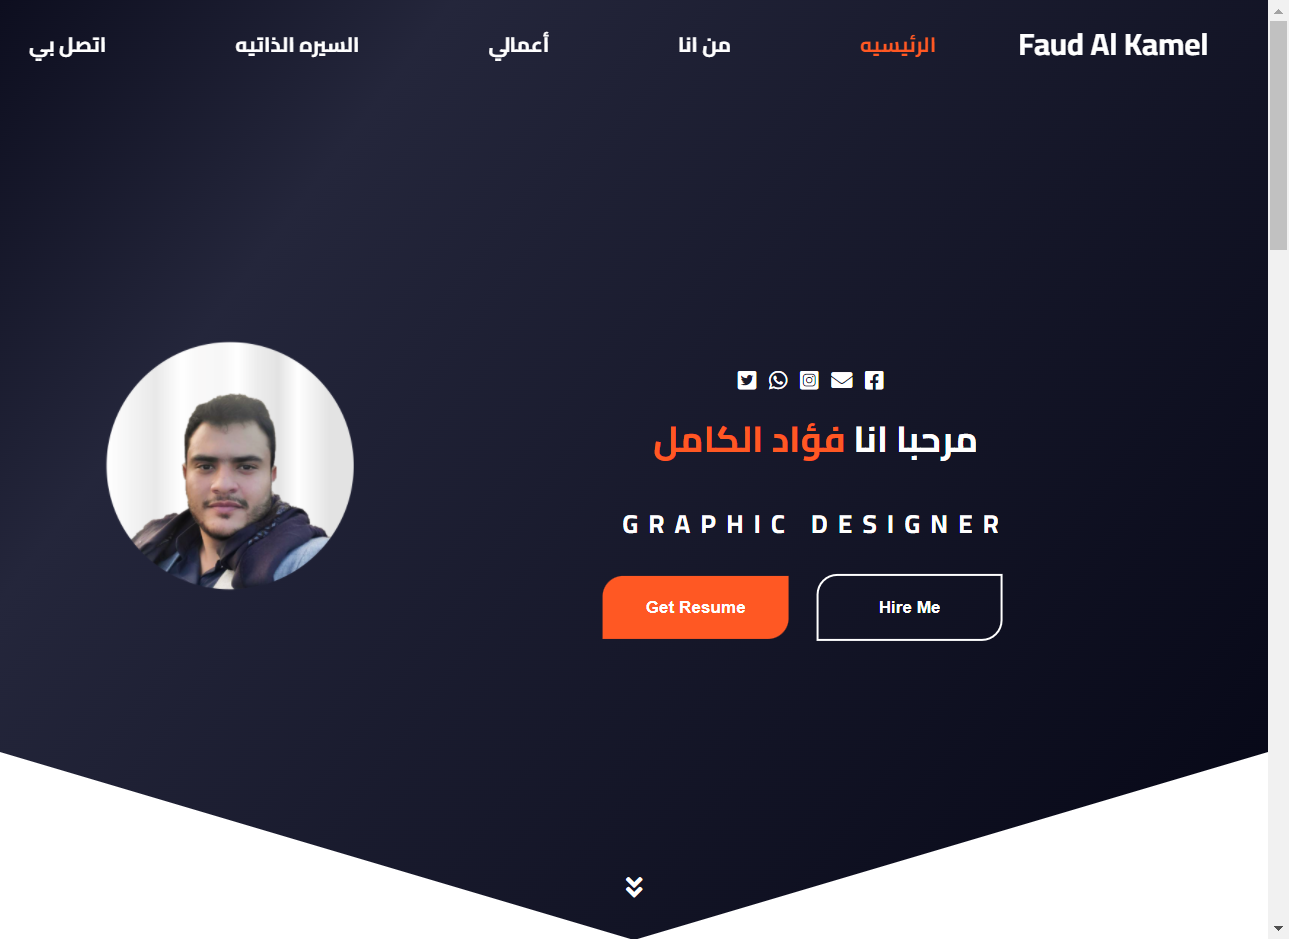 Faud Al Kamel
الرئيسيه
من انا
أعمالي
السيره الذاتيه
اتصل بي
مرحبا انا فؤاد الكامل
GRAPHIC DESIGNER
Get Resume
Hire Me